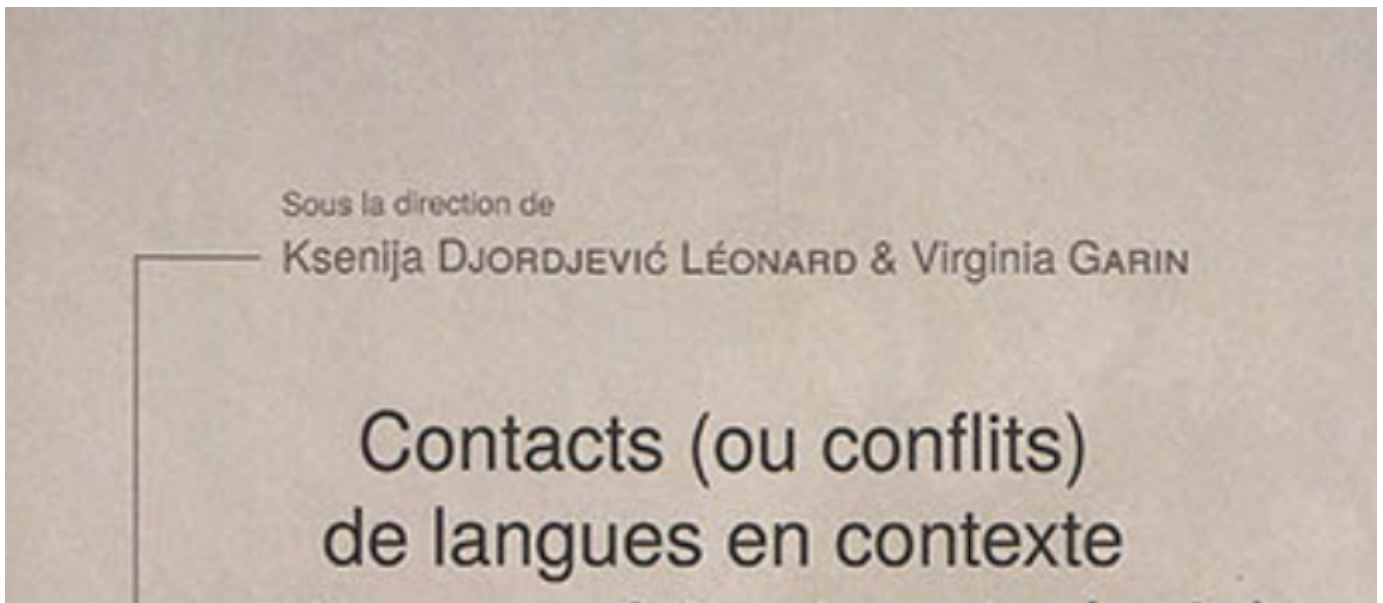 Sous la direction de
Ksenija DJORDJEVIĆ LÉONARD & Virginia GARIN
Contacts (ou conflits)
de langues en contexte